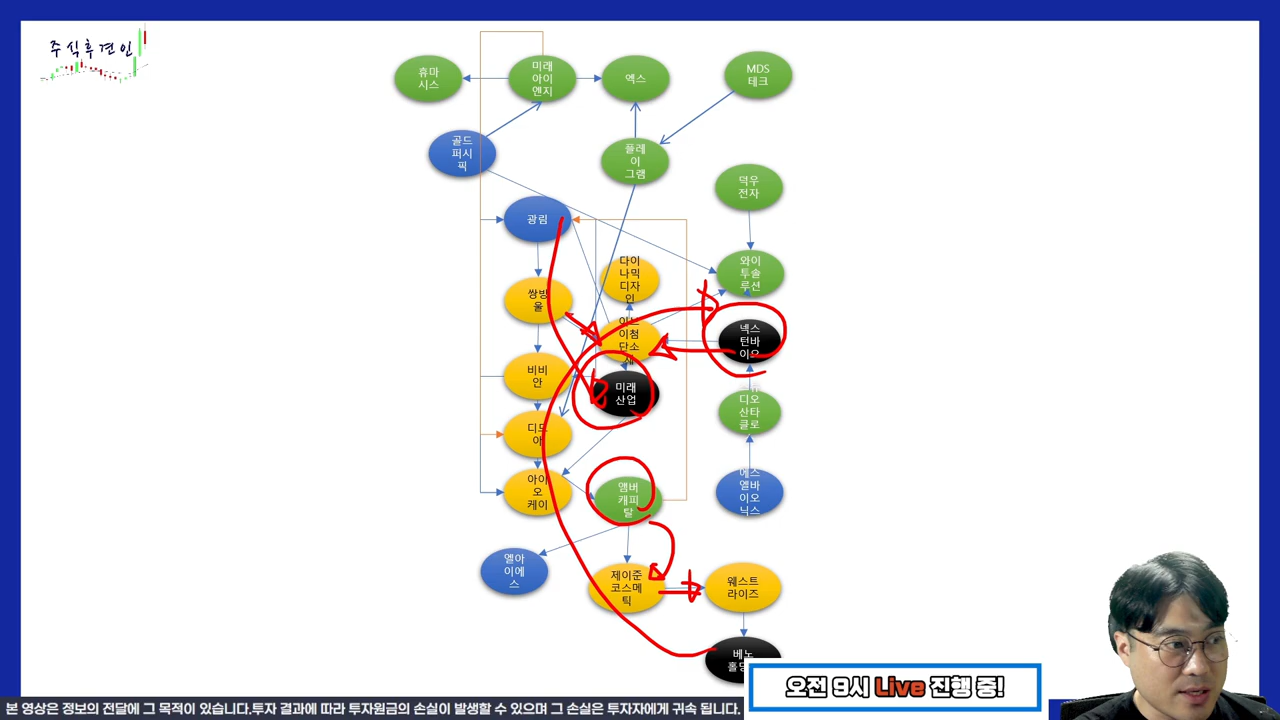 주식후견인
휴마
시스
미래
아이
엔지
엑스
MDS
테크
골드
퍼시
픽
플레
이
그램
덕우
전자
광림
와이
투솔
루션
다이
나믹
디자
인
쌍방
울
이브
이첨
단소
재
넥스
턴바
이오
비비
안
미래
산업
디오
산타
클로
디모
아
아이
오
케이
앰버
캐피
탈
에스
엘바
이오
닉스
엘아
이에
스
제이준
코스메
틱
웨스트
라이즈
베노
오전 9시 Live 진행 중!
본 영상은 정보의 전달에 그 목적이 있습니다.투자 결과에 따라 투자원금의 손실이 발생할 수 있으며 그 손실은 투자자에게 귀속 됩니다.